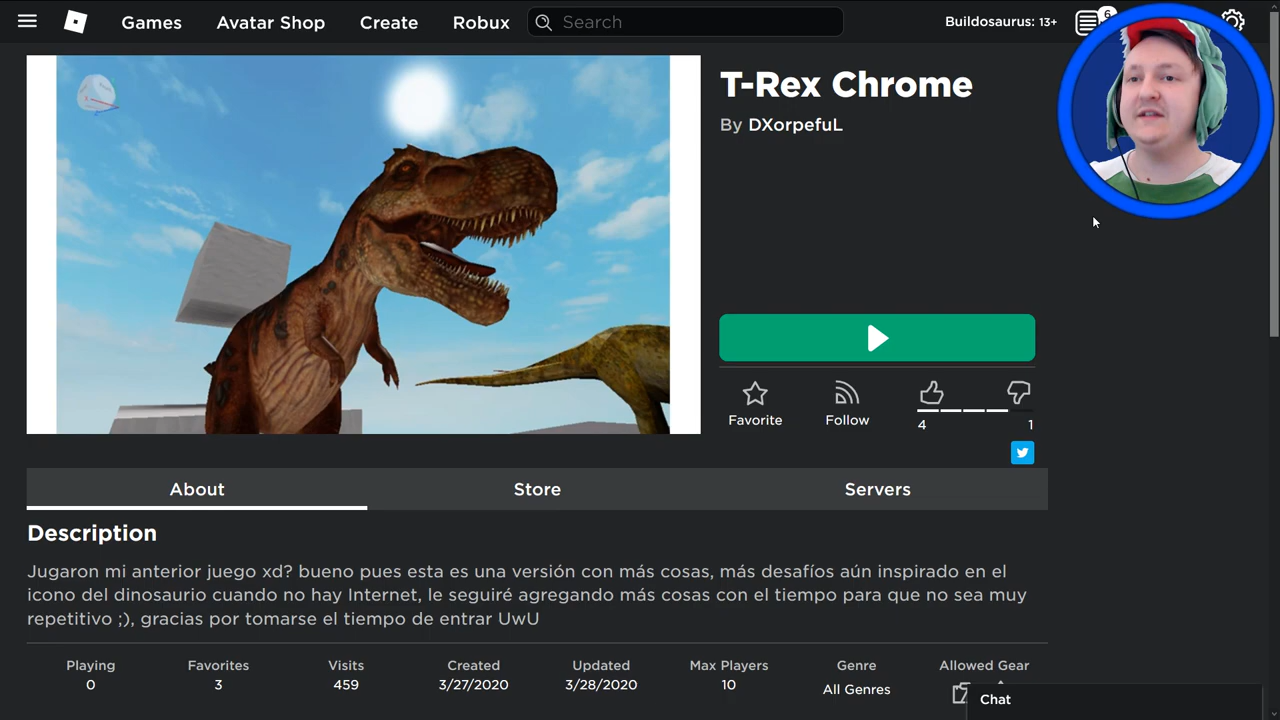 Games
Avatar Shop
Create
Robux
Search
Buildosaurus: 13+
6
T-Rex Chrome
By DXorpefuL
Favorite
Follow
4
1
About
Store
Servers
Description
Jugaron mi anterior juego xd? bueno pues esta es una versión con más cosas, más desafíos aún inspirado en el
icono del dinosaurio cuando no hay Internet, le seguiré agregando más cosas con el tiempo para que no sea muy
repetitivo ;), gracias por tomarse el tiempo de entrar UwU
Playing
Favorites
Visits
Created
Updated
Max Players
Genre
Allowed Gear
0
3
459
3/27/2020
3/28/2020
10
All Genres
Chat